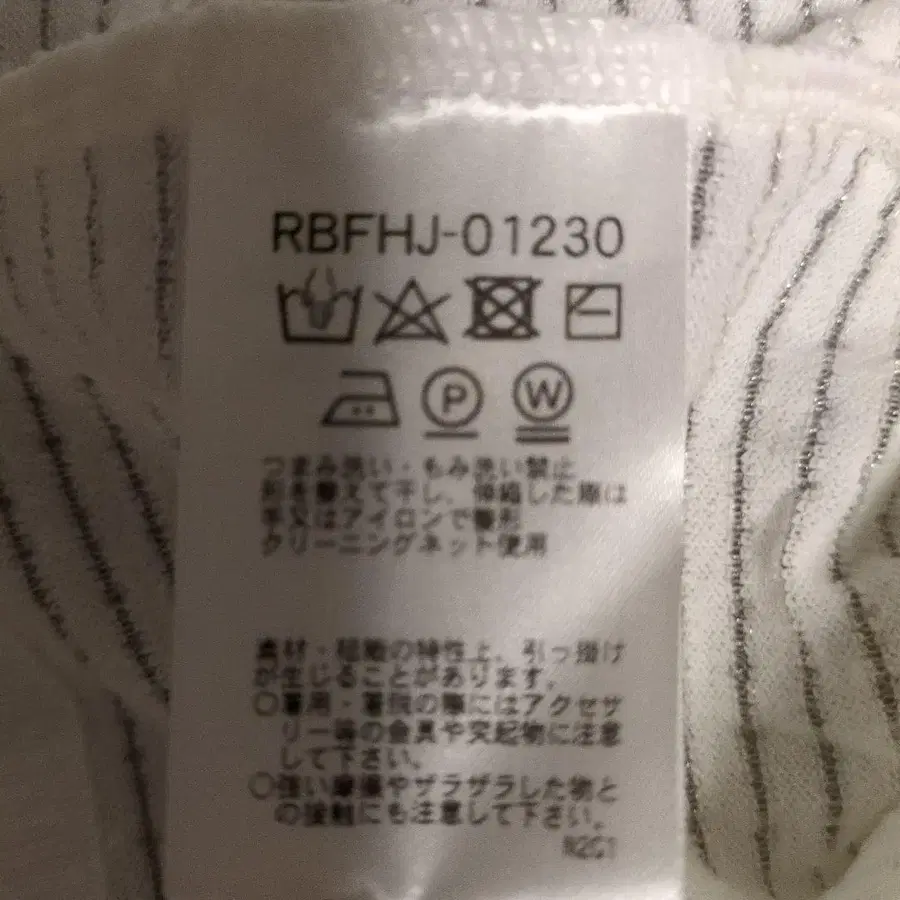 RBFHJ-01230
P W
つまみ洗い・もみ洗い禁止
形を整えて干し、伸縮した際は
手又はアイロンで整形
クリーニングネット使用
素材・組織の特性上、引っ掛け
が生じることがあります。
○着用・着脱の際にはアクセサ
リー等の金具や突起物に注意
して下さい。
○強い摩擦やザラザラした物と
の接触にも注意して下さい。